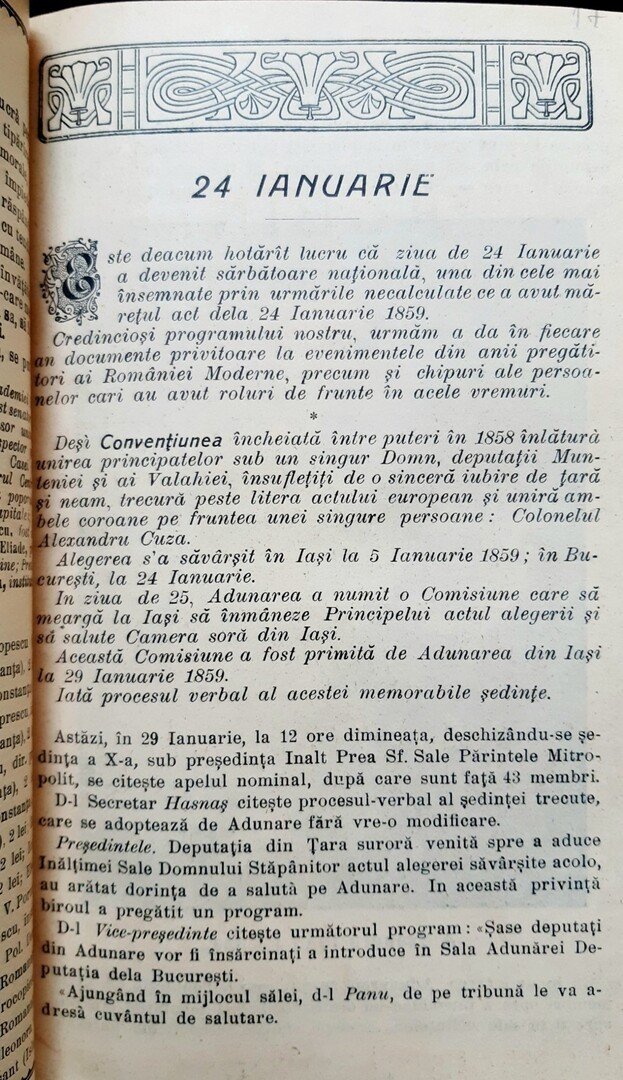 17
24 IANUARIE
Este deacum hotărît lucru că ziua de 24 Ianuarie
a devenit sărbătoare națională, una din cele mai
însemnate prin urmările necalculate ce a avut mă-
rețul act dela 24 Ianuarie 1859.
Credincioși programului nostru, urmăm a da în fiecare
an documente privitoare la evenimentele din anii pregăti-
tori ai României Moderne, precum și chipuri ale persoa-
nelor cari au avut roluri de frunte în acele vremuri.
*
Deși Convențiunea încheiată între puteri în 1858 înlătură
unirea principatelor sub un singur Domn, deputații Mun-
teniei și ai Valahiei, însuflețiți de o sinceră iubire de țară
și neam, trecură peste litera actului european și uniră am-
bele coroane pe fruntea unei singure persoane: Colonelul
Alexandru Cuza.
Alegerea s'a săvârșit în Iași la 5 Ianuarie 1859; în Bu-
curești, la 24 Ianuarie.
In ziua de 25, Adunarea a numit o Comisiune care să
meargă la Iași să înmâneze Principelui actul alegerii și
să salute Camera soră din Iași.
Această Comisiune a fost primită de Adunarea din Iași
la 29 Ianuarie 1859.
Iată procesul verbal al acestei memorabile ședințe.
Astăzi, în 29 Ianuarie, la 12 ore dimineața, deschizându-se șe-
dința a X-a, sub președința Inalt Prea Sf. Sale Părintele Mitro-
polit, se citește apelul nominal, după care sunt față 43 membri.
D-l Secretar Hasnaș citește procesul-verbal al ședinței trecute,
care se adoptează de Adunare fără vre-o modificare.
Președintele. Deputația din Țara suroră venită spre a aduce
Inălțimei Sale Domnului Stăpânitor actul alegerei săvârșite acolo,
au arătat dorința de a salută pe Adunare. In această privință
biroul a pregătit un program.
D-l Vice-președinte citește următorul program: «Șase deputați
din Adunare vor fi însărcinați a introduce în Sala Adunărei De-
putația dela București.
«Ajungând în mijlocul sălei, d-l Panu, de pe tribună le va a-
dresà cuvântul de salutare.